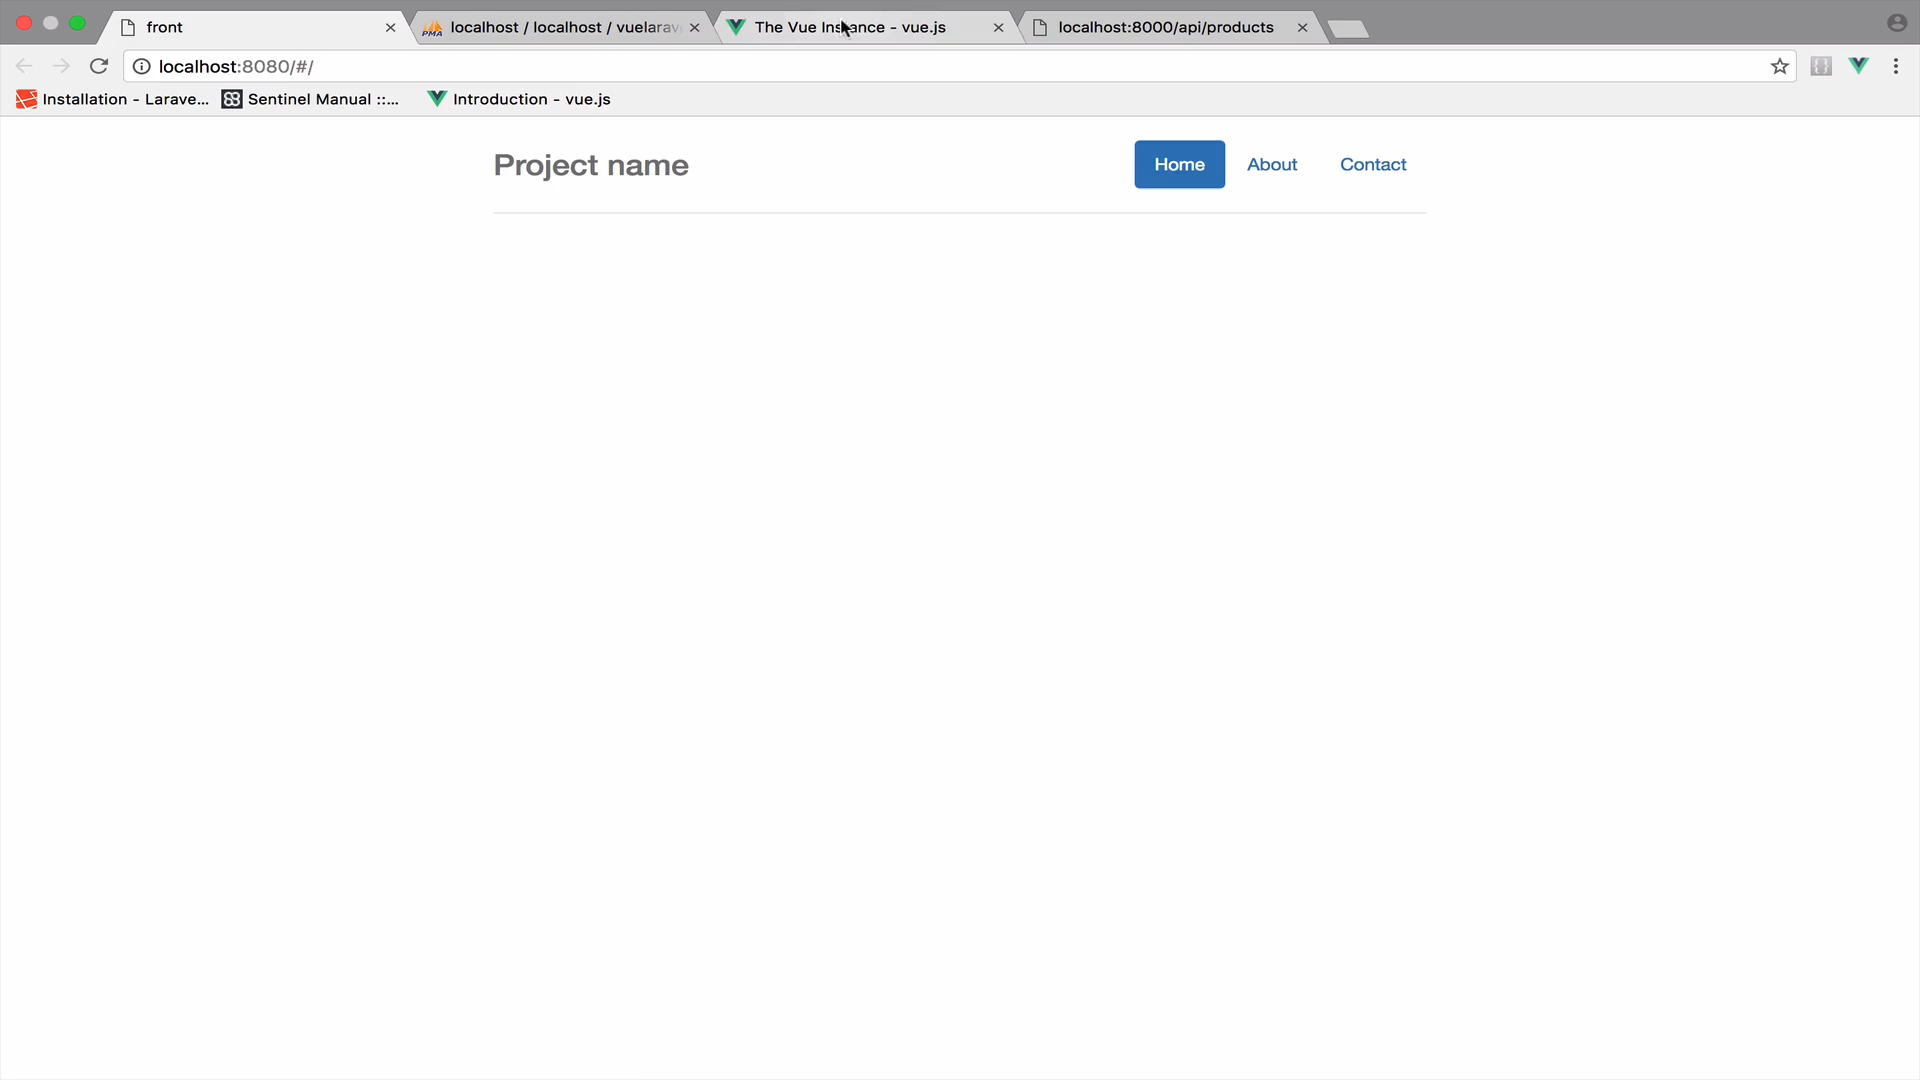 front
localhost / localhost / vuelarav
The Vue Instance - vue.js
localhost:8000/api/products
localhost:8080/#/
Installation - Larave...
Sentinel Manual ::...
Introduction - vue.js
Project name
Home
About
Contact